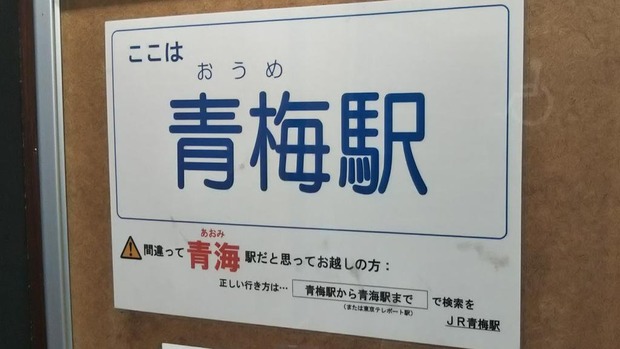 ここは
おうめ
青梅駅
あおみ
間違って青海駅だと思ってお越しの方：
正しい行き方は… 青梅駅から青海駅まで で検索を
(または東京テレポート駅)
JR青梅駅